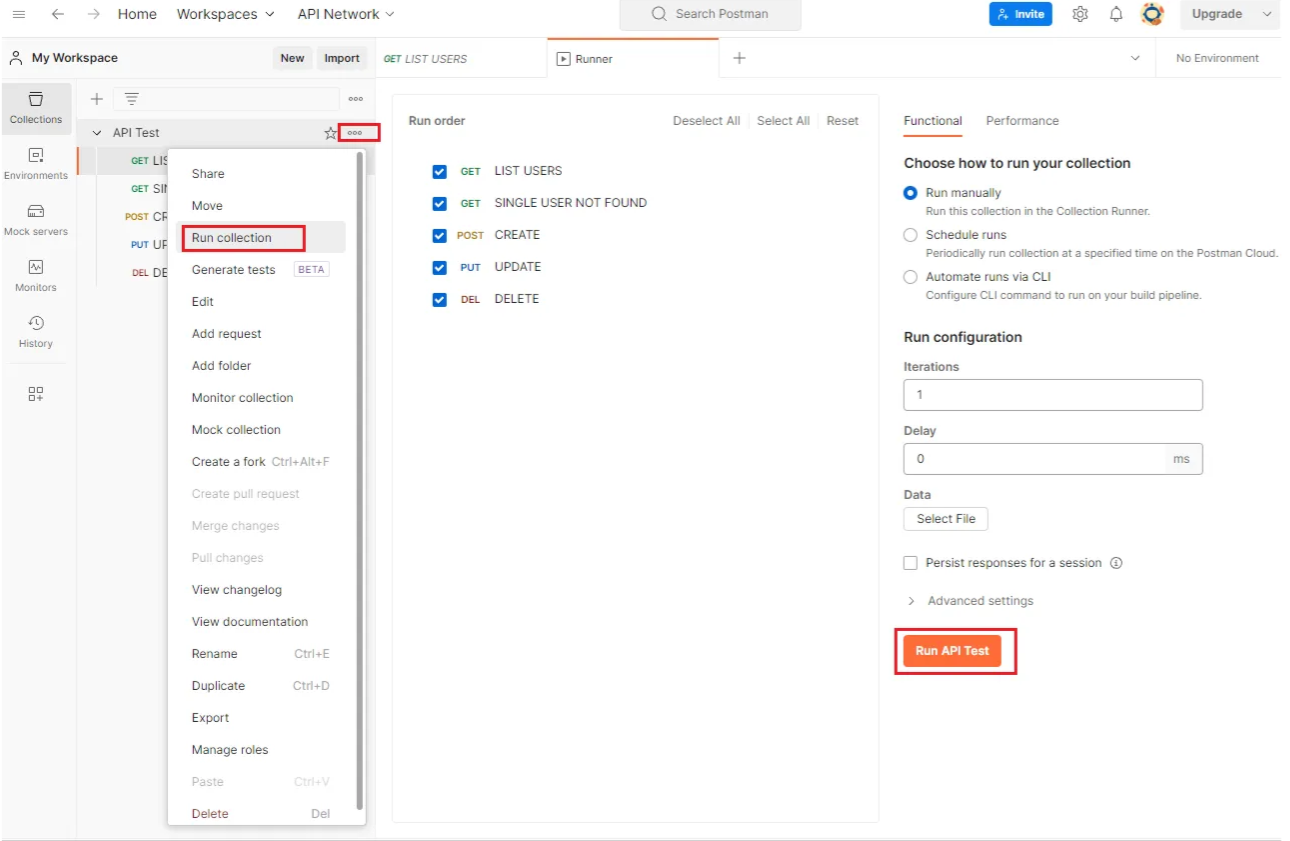 Home Workspaces API Network Search Postman Invite Upgrade
My Workspace New Import GET LIST USERS Runner No Environment
Collections
Environments
Mock servers
Monitors
History
API Test
GET LIS
GET SIN
POST CR
PUT UP
DEL DE
Share
Move
Run collection
Generate tests BETA
Edit
Add request
Add folder
Monitor collection
Mock collection
Create a fork Ctrl+Alt+F
Create pull request
Merge changes
Pull changes
View changelog
View documentation
Rename Ctrl+E
Duplicate Ctrl+D
Export
Manage roles
Paste Ctrl+V
Delete Del
Run order Deselect All Select All Reset
GET LIST USERS
GET SINGLE USER NOT FOUND
POST CREATE
PUT UPDATE
DEL DELETE
Functional Performance
Choose how to run your collection
Run manually
Run this collection in the Collection Runner.
Schedule runs
Periodically run collection at a specified time on the Postman Cloud.
Automate runs via CLI
Configure CLI command to run on your build pipeline.
Run configuration
Iterations
1
Delay
0 ms
Data
Select File
Persist responses for a session
Advanced settings
Run API Test